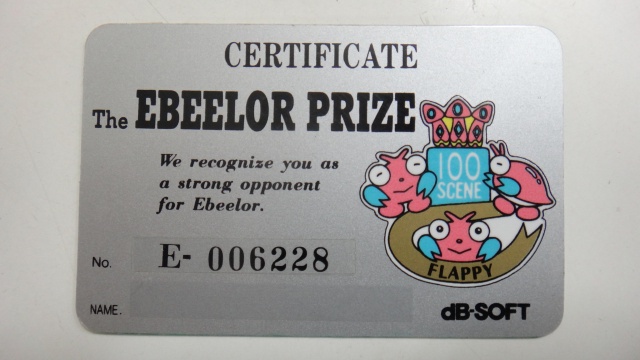 CERTIFICATE
The EBEELOR PRIZE
We recognize you as
a strong opponent
for Ebeelor.
100
SCENE
FLAPPY
No. E- 006228
NAME.
dB-SOFT